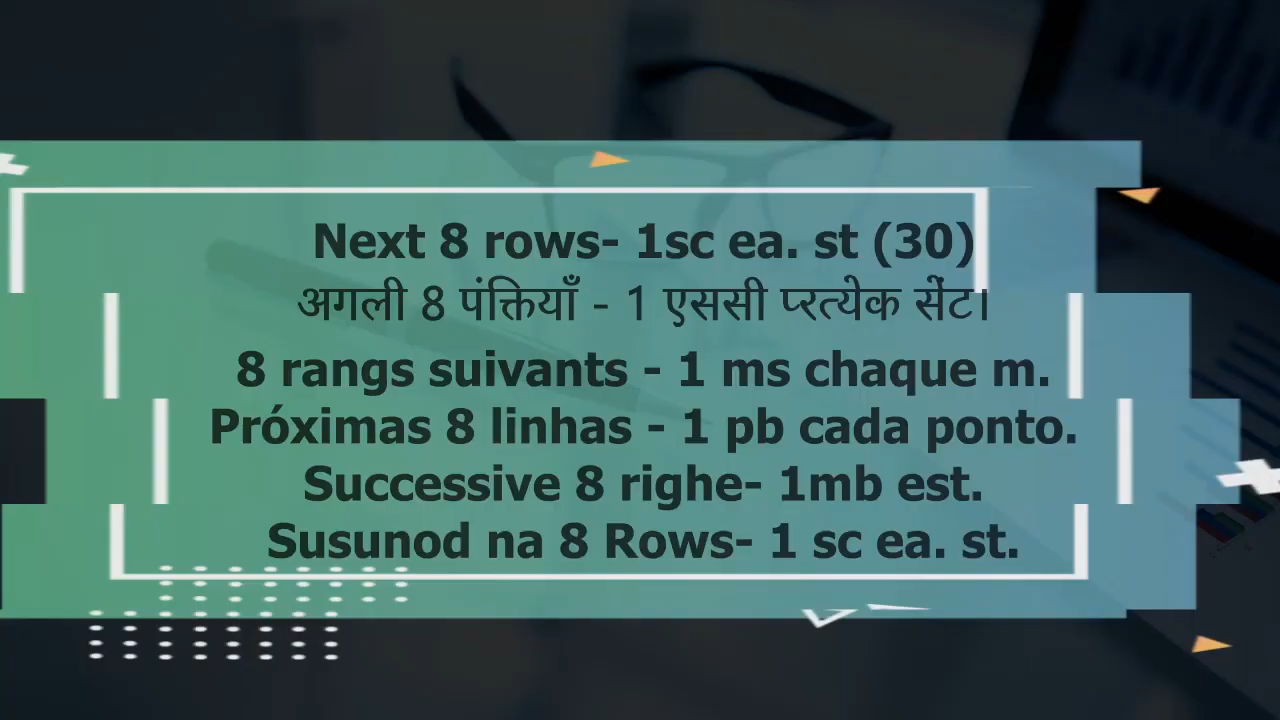 Next 8 rows- 1sc ea. st (30)
अगली 8 पंक्तियाँ - 1 एससी प्रत्येक सेंट।
8 rangs suivants - 1 ms chaque m.
Próximas 8 linhas - 1 pb cada ponto.
Successive 8 righe- 1mb est.
Susunod na 8 Rows- 1 sc ea. st.